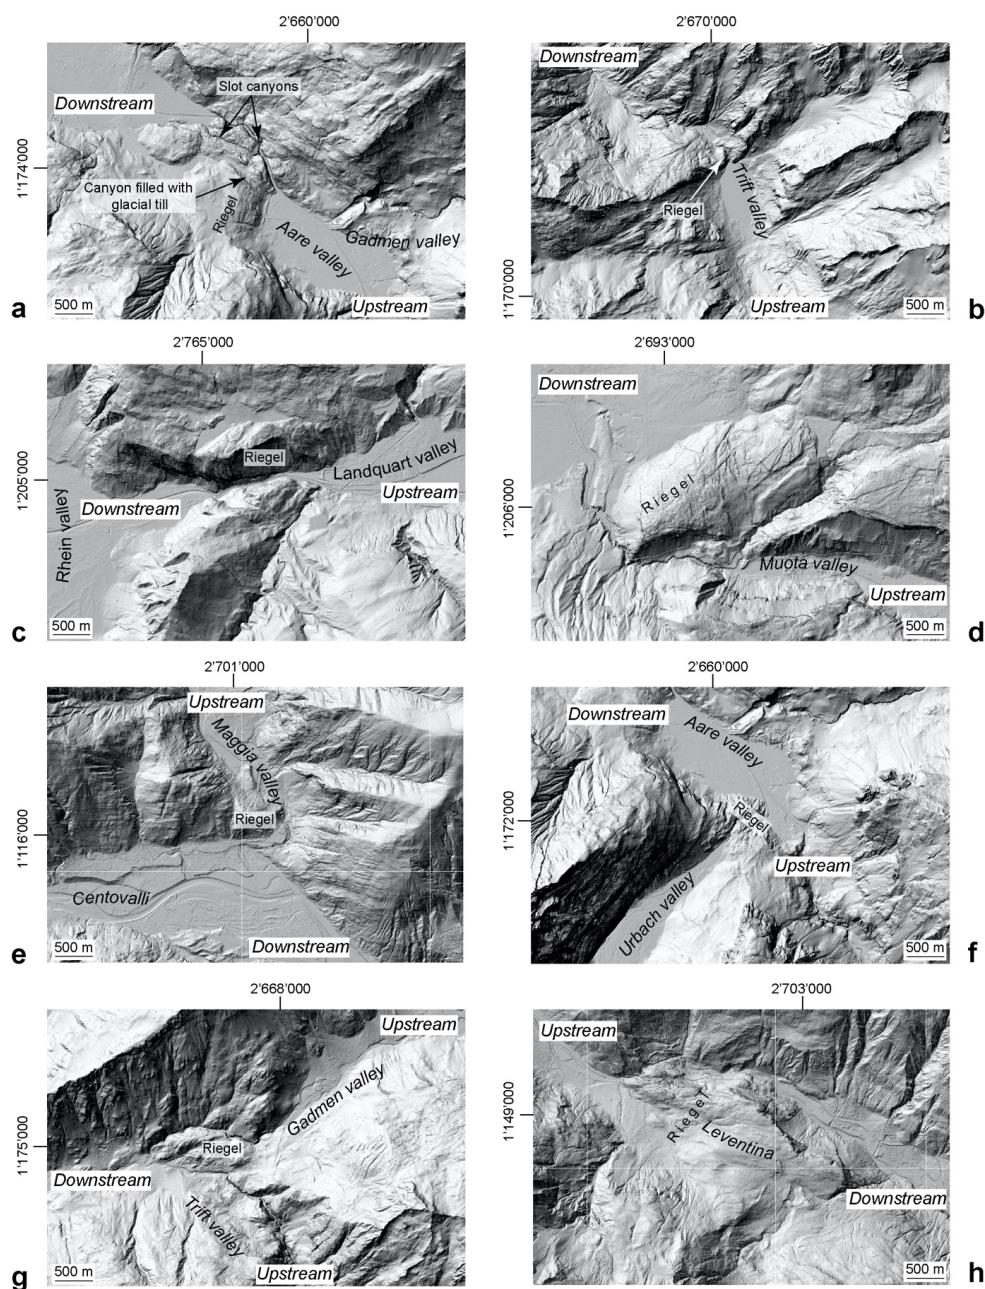 2'660'000
2'670'000
Slot canyons
Downstream
1'174'000
Canyon filled with
glacial till
Riegel
Aare valley
Gadmen valley
Upstream
500 m
a
Downstream
Trift valley
Riegel
1'170'000
Upstream
500 m
b
2'765'000
2'693'000
Riegel
Landquart valley
1'205'000
Upstream
Downstream
Rhein valley
500 m
c
Downstream
Riegel
1'206'000
Muota valley
Upstream
500 m
d
2'701'000
2'660'000
Upstream
Maggia valley
Riegel
1'116'000
Centovalli
Downstream
500 m
e
Downstream
Aare valley
1'172'000
Riegel
Upstream
Urbach valley
500 m
f
2'668'000
2'703'000
Upstream
Gadmen valley
1'175'000
Riegel
Downstream
Trift valley
Upstream
500 m
g
Upstream
1'149'000
Riegel
Leventina
Downstream
500 m
h